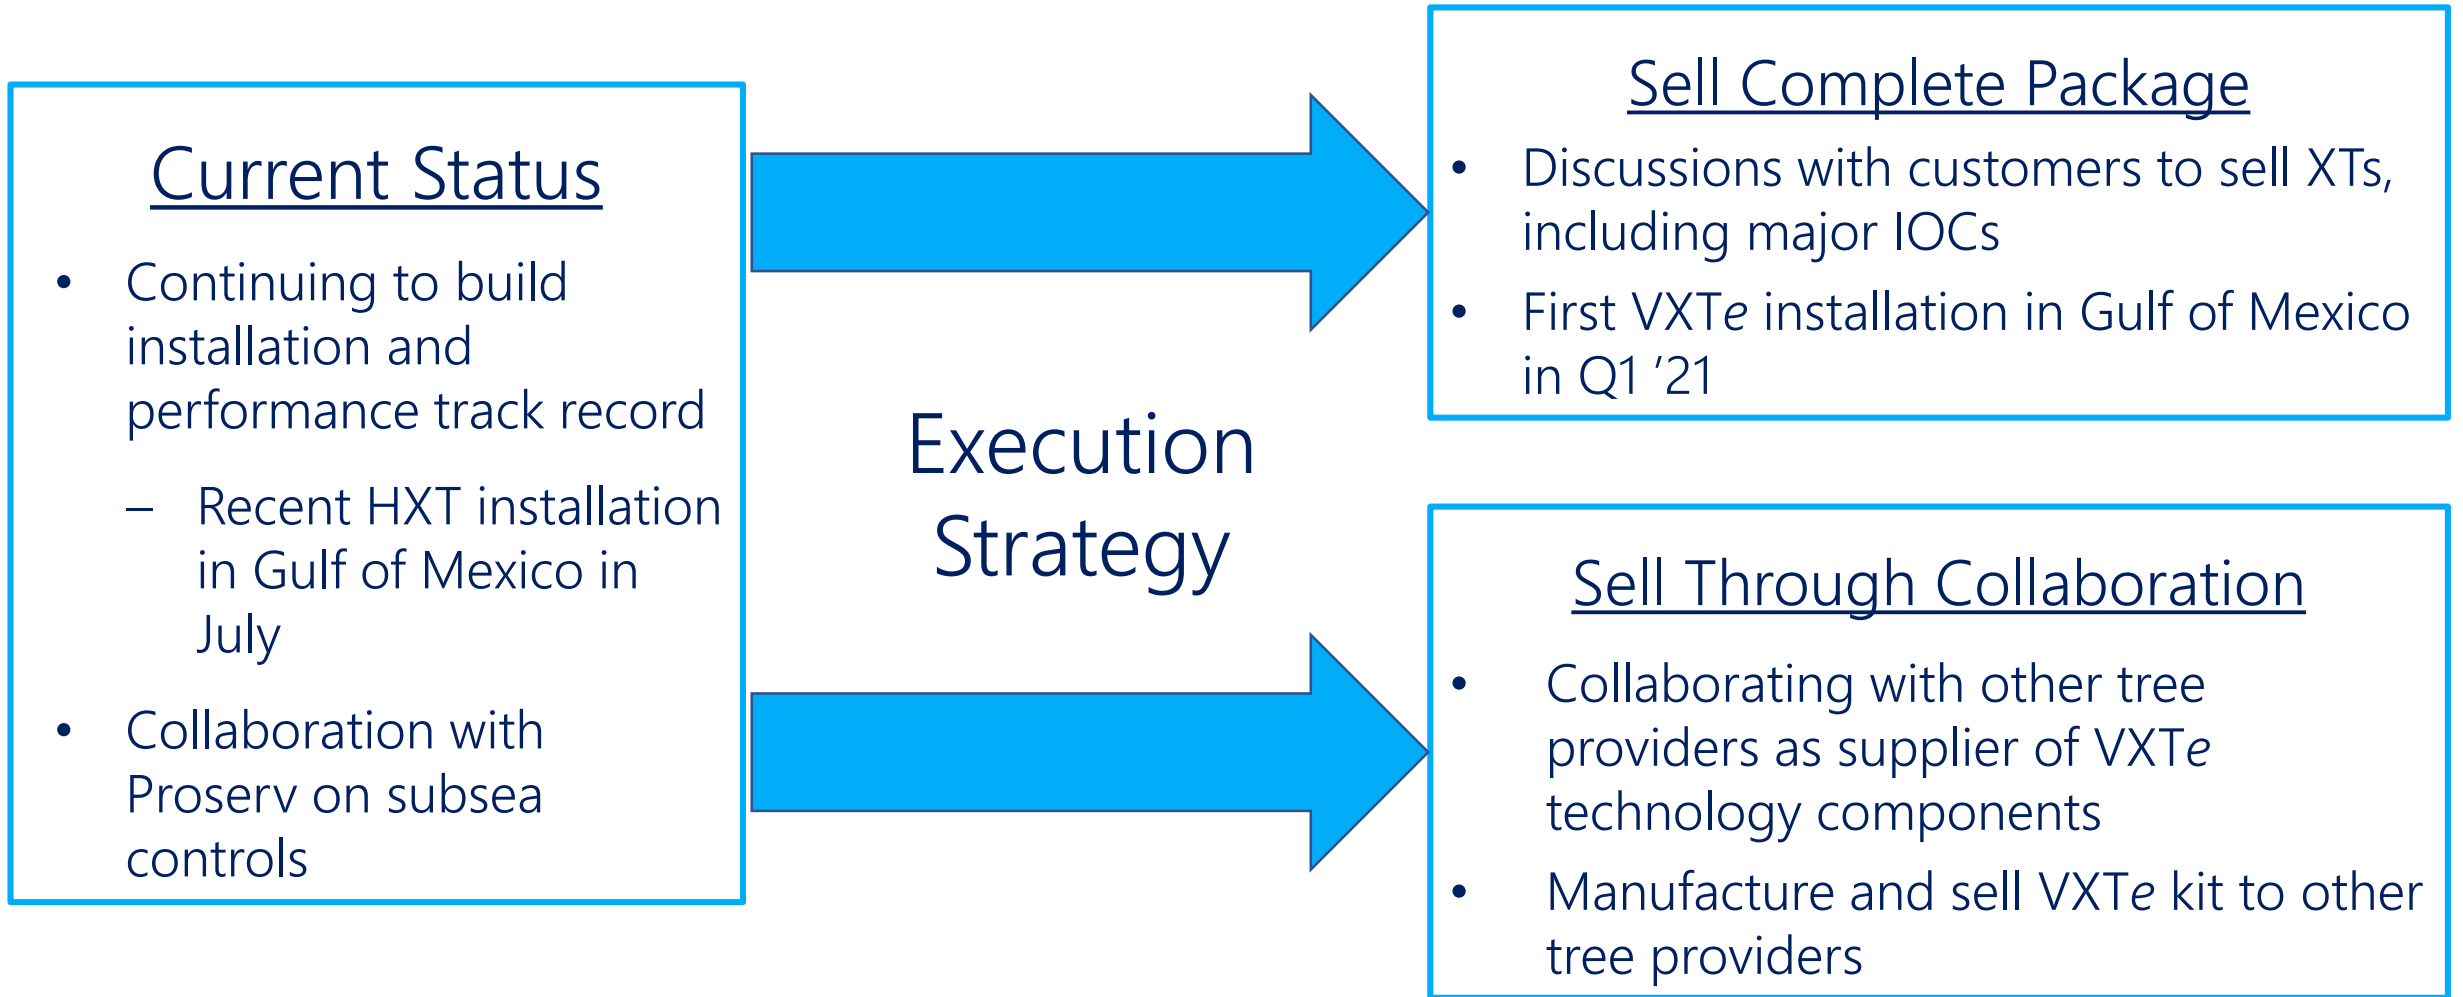 Current Status
• Continuing to build
installation and
performance track record
– Recent HXT installation
in Gulf of Mexico in
July
• Collaboration with
Proserv on subsea
controls
Execution
Strategy
Sell Complete Package
• Discussions with customers to sell XTs,
including major IOCs
• First VXTe installation in Gulf of Mexico
in Q1 ’21
Sell Through Collaboration
• Collaborating with other tree
providers as supplier of VXTe
technology components
• Manufacture and sell VXTe kit to other
tree providers